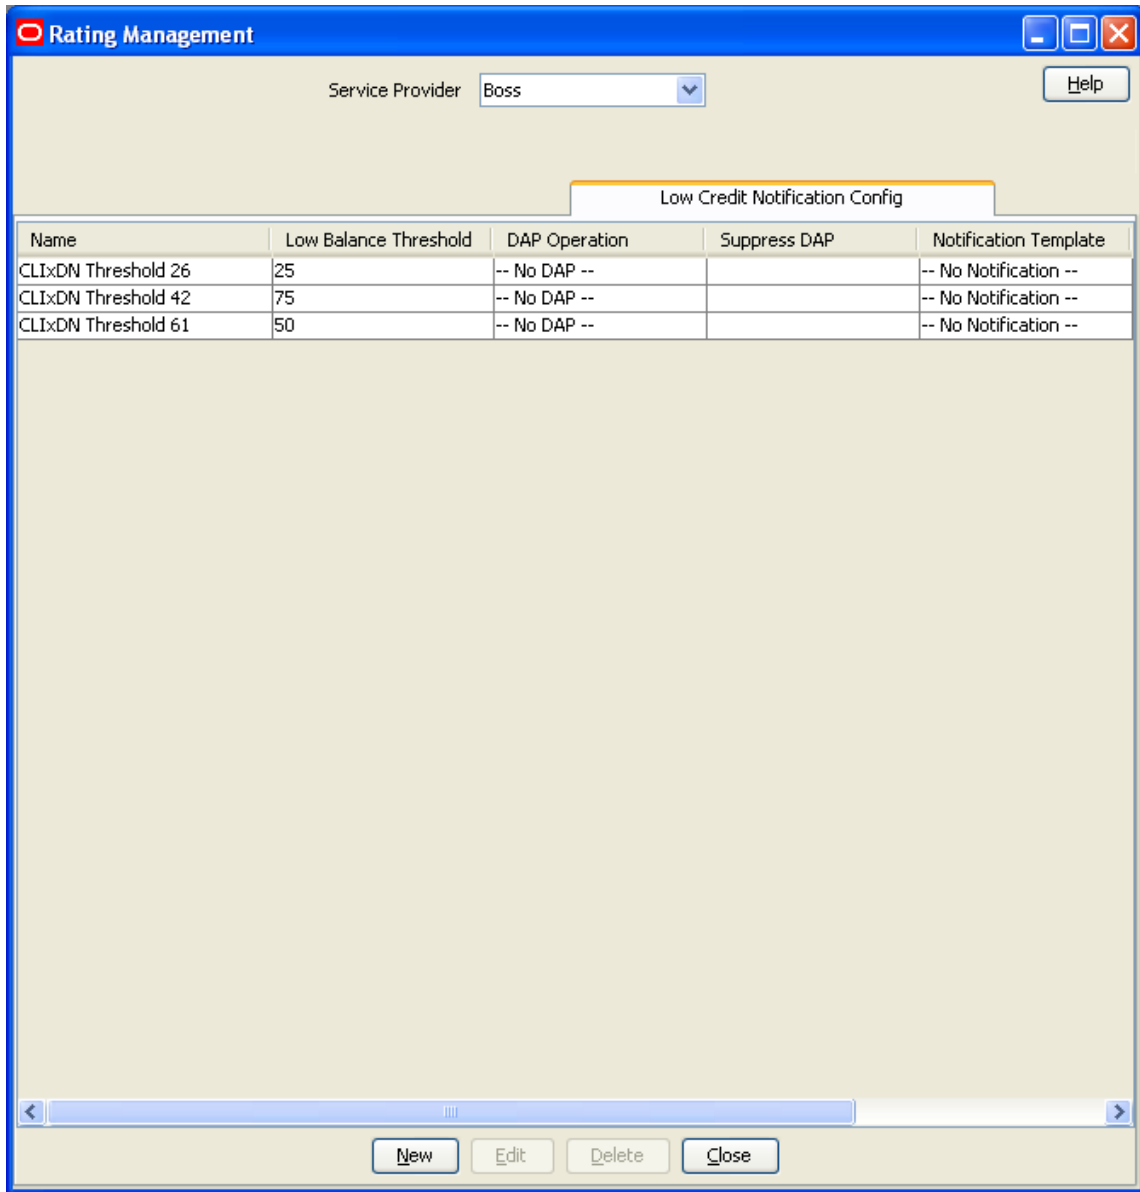 Rating Management
Service Provider Boss Help
Low Credit Notification Config
Name Low Balance Threshold DAP Operation Suppress DAP Notification Template
CLIxDN Threshold 26 25 -- No DAP -- -- No Notification --
CLIxDN Threshold 42 75 -- No DAP -- -- No Notification --
CLIxDN Threshold 61 50 -- No DAP -- -- No Notification --
New Edit Delete Close